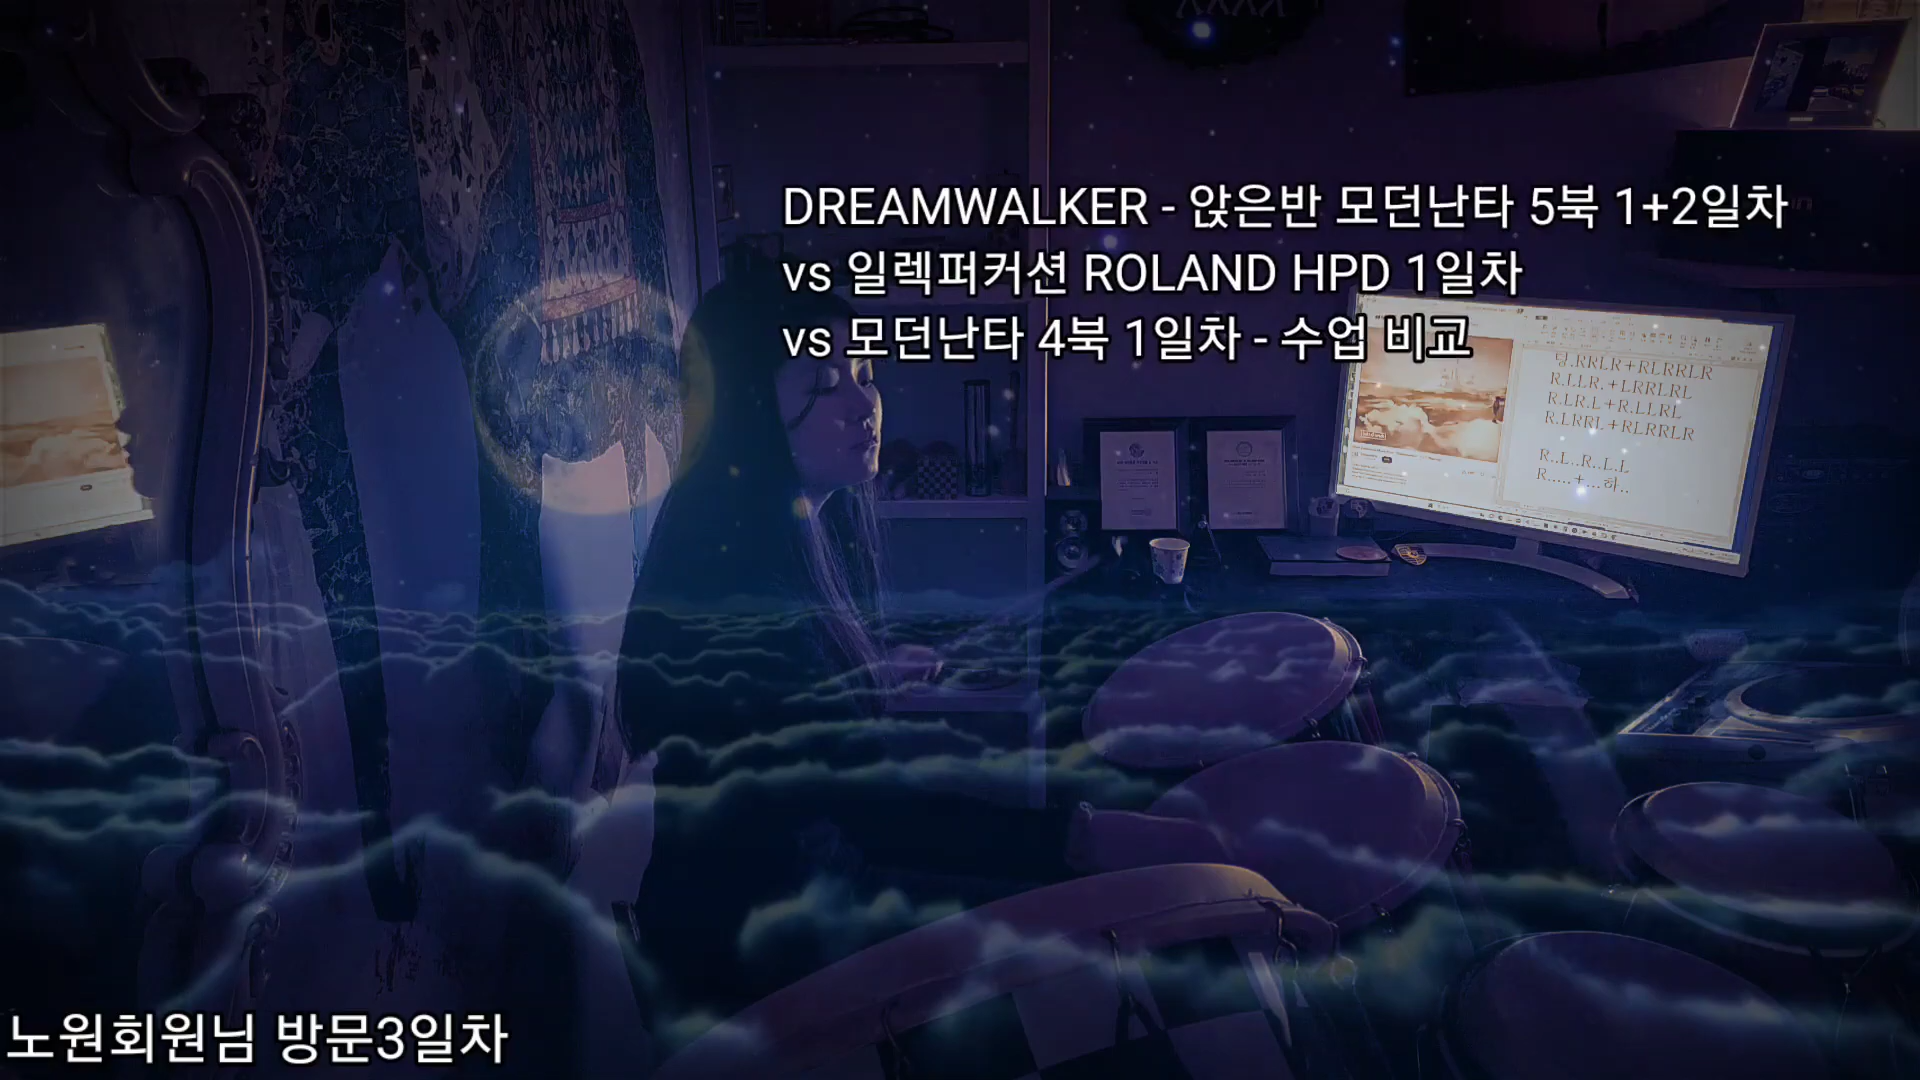 DREAMWALKER - 앉은반 모던난타 5북 1+2일차
vs 일렉퍼커션 ROLAND HPD 1일차
vs 모던난타 4북 1일차 - 수업 비교
덩.RRLR+RLRRLR
R.LLR.+LRRLRL
R.LR.L+R.LLRL
R.LRRL+RLRRLR
R..L..R..L.L
R.....+...허..
노원회원님 방문3일차